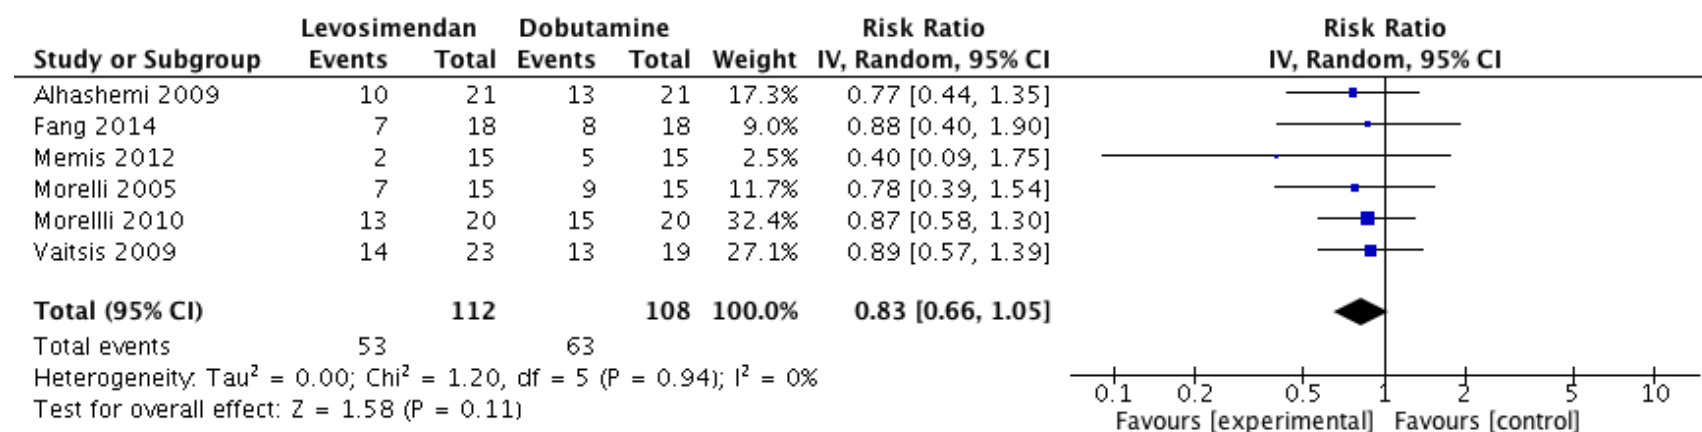 Levosimendan Dobutamine Risk Ratio Risk Ratio
Study or Subgroup Events Total Events Total Weight IV, Random, 95% CI IV, Random, 95% CI
Alhashemi 2009 10 21 13 21 17.3% 0.77 [0.44, 1.35]
Fang 2014 7 18 8 18 9.0% 0.88 [0.40, 1.90]
Memis 2012 2 15 5 15 2.5% 0.40 [0.09, 1.75]
Morelli 2005 7 15 9 15 11.7% 0.78 [0.39, 1.54]
Morellli 2010 13 20 15 20 32.4% 0.87 [0.58, 1.30]
Vaitsis 2009 14 23 13 19 27.1% 0.89 [0.57, 1.39]
Total (95% CI) 112 108 100.0% 0.83 [0.66, 1.05]
Total events 53 63
Heterogeneity: Tau² = 0.00; Chi² = 1.20, df = 5 (P = 0.94); I² = 0%
Test for overall effect: Z = 1.58 (P = 0.11)
0.1 0.2 0.5 1 2 5 10
Favours [experimental] Favours [control]